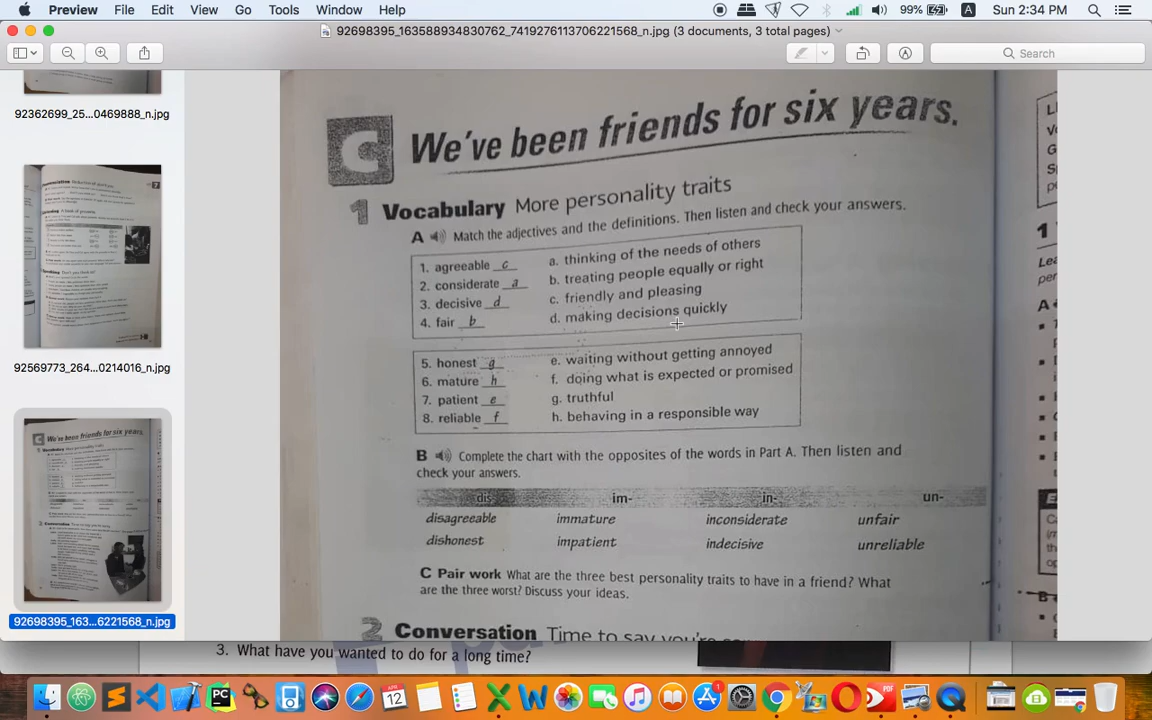 Preview File Edit View Go Tools Window Help 99% A Sun 2:34 PM
92698395_163588934830762_7419276113706221568_n.jpg (3 documents, 3 total pages)
Search
92362699_25...0469888_n.jpg
92569773_264...0214016_n.jpg
92698395_163...6221568_n.jpg
C We've been friends for six years.
1 Vocabulary More personality traits
A Match the adjectives and the definitions. Then listen and check your answers.
1. agreeable c a. thinking of the needs of others
2. considerate a b. treating people equally or right
3. decisive d c. friendly and pleasing
4. fair b d. making decisions quickly
5. honest g e. waiting without getting annoyed
6. mature h f. doing what is expected or promised
7. patient e g. truthful
8. reliable f h. behaving in a responsible way
B Complete the chart with the opposites of the words in Part A. Then listen and
check your answers.
dis- im- in- un-
disagreeable immature inconsiderate unfair
dishonest impatient indecisive unreliable
C Pair work What are the three best personality traits to have in a friend? What
are the three worst? Discuss your ideas.
2 Conversation Time to say
3. What have you wanted to do for a long time?